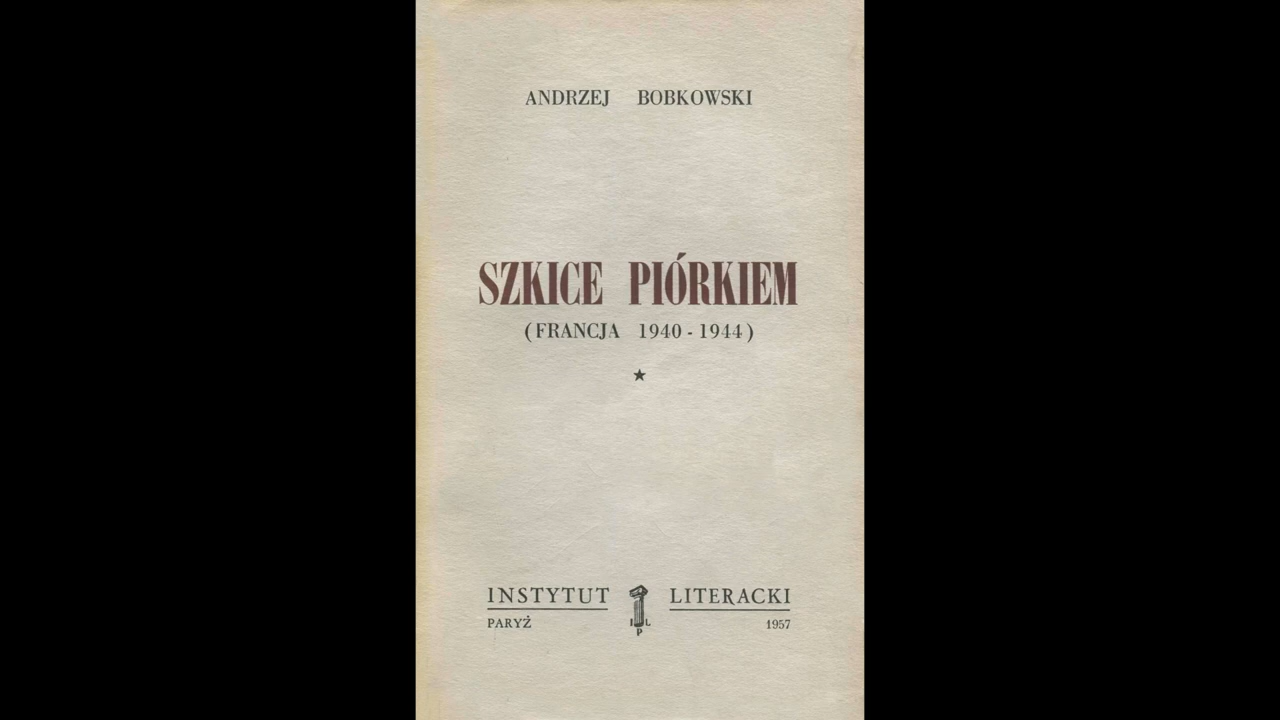 ANDRZEJ BOBKOWSKI
SZKICE PIÓRKIEM
(FRANCJA 1940-1944)
INSTYTUT LITERACKI
I L
P
PARYŻ 1957